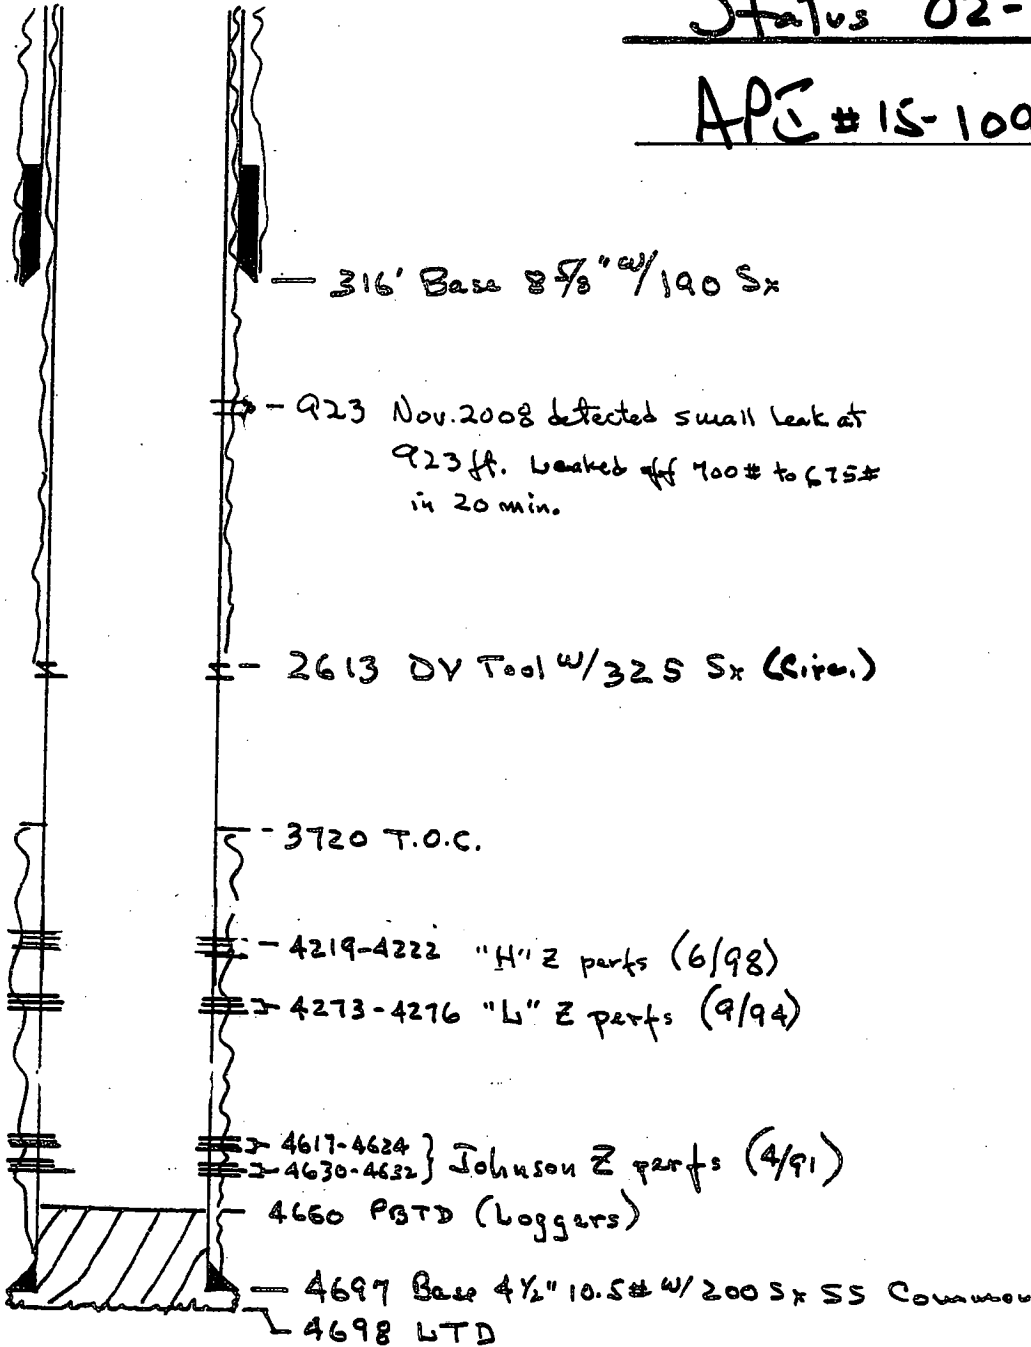 Status 02-
API # 15-100
316' Base 8 5/8" w/190 Sx
923 Nov. 2008 detected small leak at
923 ft. Leaked off 700# to 675#
in 20 min.
2613 DV Tool w/325 Sx (Circ.)
3720 T.O.C.
4219-4222 "H" Z perfs (6/98)
4273-4276 "L" Z perfs (9/94)
4617-4624
4630-4632 } Johnson Z perfs (4/91)
4660 PBTD (Loggers)
4697 Base 4½" 10.5# w/200 Sx SS Common
4698 LTD